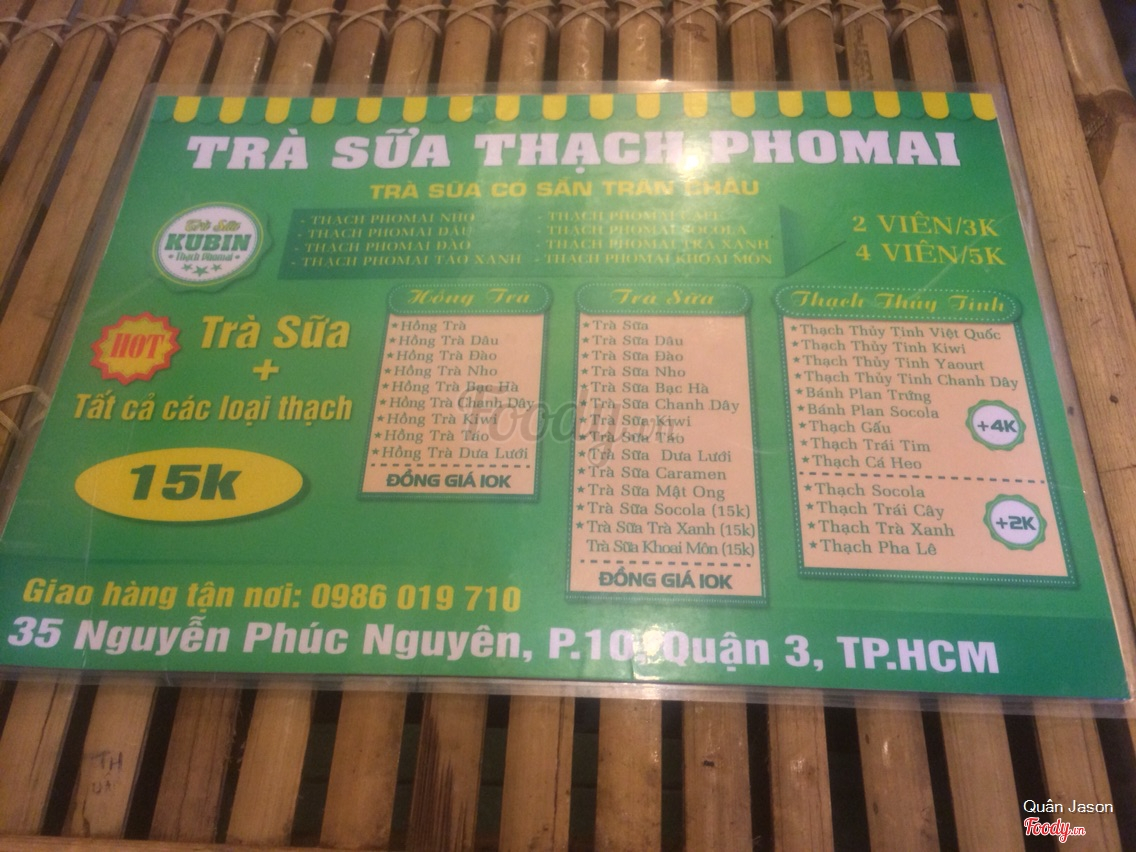 TRÀ SỮA THẠCH PHOMAI
TRÀ SỮA CÓ SẴN TRÂN CHÂU
Trà Sữa
KUBIN
Thạch Phomai
- THẠCH PHOMAI NHO
- THẠCH PHOMAI DÂU
- THẠCH PHOMAI ĐÀO
- THẠCH PHOMAI TÁO XANH
- THẠCH PHOMAI CAFE
- THẠCH PHOMAI SOCOLA
- THẠCH PHOMAI TRÀ XANH
- THẠCH PHOMAI KHOAI MÔN
2 VIÊN/3K
4 VIÊN/5K
HOT
Trà Sữa
+
Tất cả các loại thạch
15k
Hồng Trà
★Hồng Trà
★Hồng Trà Dâu
★Hồng Trà Đào
★Hồng Trà Nho
★Hồng Trà Bạc Hà
★Hồng Trà Chanh Dây
★Hồng Trà Kiwi
★Hồng Trà Táo
★Hồng Trà Dưa Lưới
ĐỒNG GIÁ 10K
Trà Sữa
★Trà Sữa
★Trà Sữa Dâu
★Trà Sữa Đào
★Trà Sữa Nho
★Trà Sữa Bạc Hà
★Trà Sữa Chanh Dây
★Trà Sữa Kiwi
★Trà Sữa Táo
★Trà Sữa Dưa Lưới
★Trà Sữa Caramen
★Trà Sữa Mật Ong
★Trà Sữa Socola (15k)
★Trà Sữa Trà Xanh (15k)
Trà Sữa Khoai Môn (15k)
ĐỒNG GIÁ 10K
Thạch Thủy Tinh
★Thạch Thủy Tinh Việt Quốc
★Thạch Thủy Tinh Kiwi
★Thạch Thủy Tinh Yaourt
★Thạch Thủy Tinh Chanh Dây
★Bánh Plan Trứng
★Bánh Plan Socola
★Thạch Gấu
★Thạch Trái Tim
★Thạch Cá Heo
+4K
★Thạch Socola
★Thạch Trái Cây
★Thạch Trà Xanh
★Thạch Pha Lê
+2K
Giao hàng tận nơi: 0986 019 710
35 Nguyễn Phúc Nguyên, P.10, Quận 3, TP.HCM
Foody.vn
Quân Jason
Foody.vn